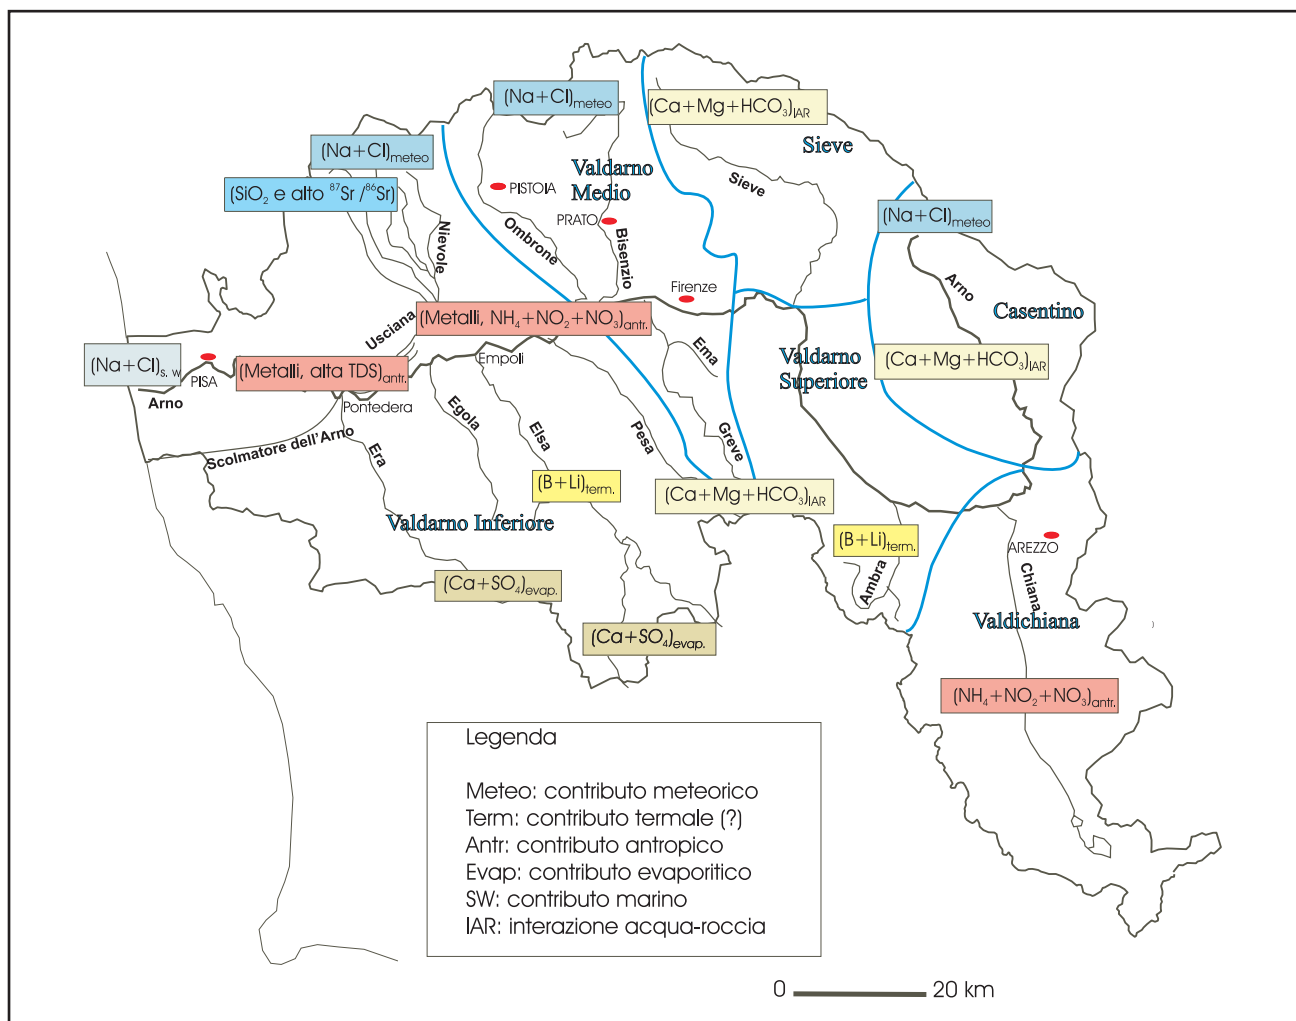 (Na+Cl)meteo
(Ca+Mg+HCO₃)IAR
Sieve
(Na+Cl)meteo
Valdarno
Medio
Sieve
(SiO₂ e alto ⁸⁷Sr /⁸⁶Sr)
PISTOIA
(Na+Cl)meteo
PRATO
Nievole
Ombrone
Bisenzio
Arno
Firenze
Casentino
Usciana
(Metalli, NH₄+NO₂+NO₃)antr.
Ema
(Na+Cl)s. w
(Metalli, alta TDS)antr.
Empoli
Valdarno
Superiore
(Ca+Mg+HCO₃)IAR
PISA
Arno
Pontedera
Scolmatore dell'Arno
Era
Egola
Elsa
Pesa
Greve
(B+Li)term.
(Ca+Mg+HCO₃)IAR
Valdarno Inferiore
(B+Li)term.
AREZZO
Ambra
Chiana
(Ca+SO₄)evap.
Valdichiana
(Ca+SO₄)evap.
(NH₄+NO₂+NO₃)antr.
Legenda
Meteo: contributo meteorico
Term: contributo termale (?)
Antr: contributo antropico
Evap: contributo evaporitico
SW: contributo marino
IAR: interazione acqua-roccia
0 20 km